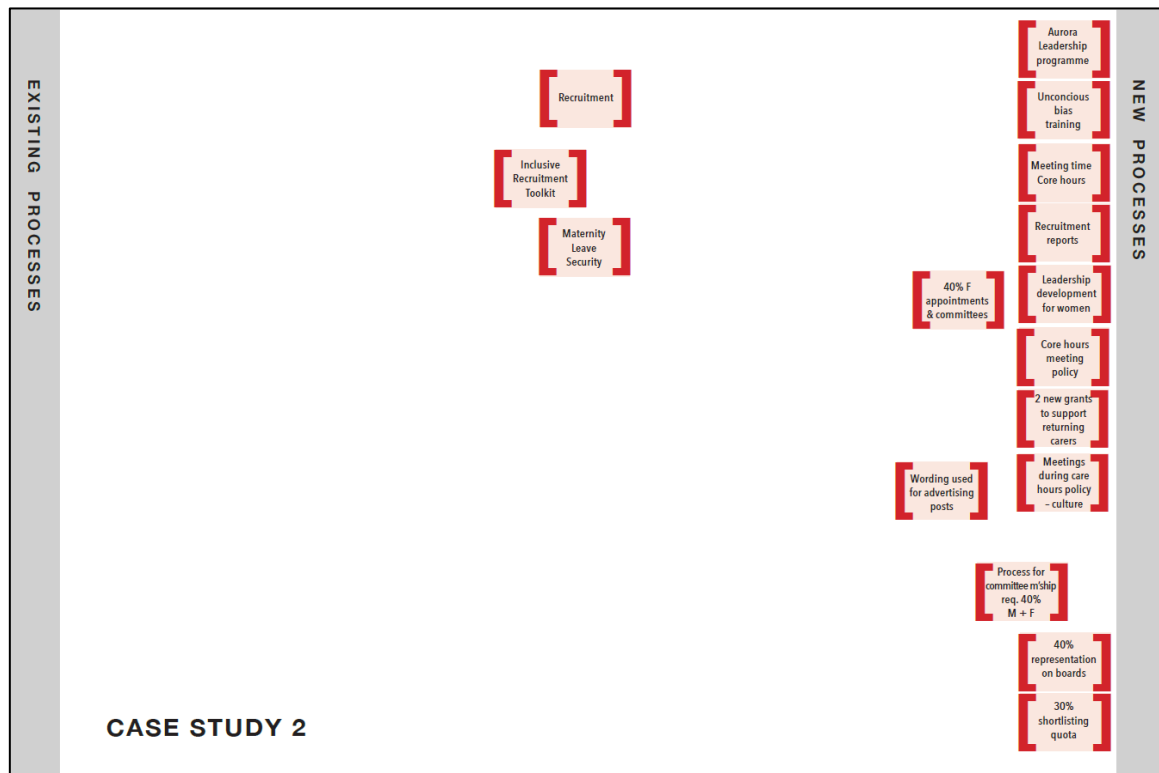 EXISTING PROCESSES
Recruitment
Inclusive
Recruitment
Toolkit
Maternity
Leave
Security
40% F
appointments
& committees
Wording used
for advertising
posts
Process for
committee m'ship
req. 40%
M + F
Aurora
Leadership
programme
Unconcious
bias
training
Meeting time
Core hours
Recruitment
reports
Leadership
development
for women
Core hours
meeting
policy
2 new grants
to support
returning
carers
Meetings
during care
hours policy
– culture
40%
representation
on boards
30%
shortlisting
quota
NEW PROCESSES
CASE STUDY 2